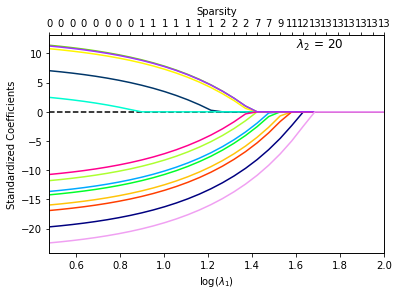 Sparsity
0 0 0 0 0 0 0 0 1 1 1 1 1 1 1 2 2 2 7 7 9 11 12 13 13 13 13 13 13 13
λ2 = 20
10
5
0
−5
−10
−15
−20
Standardized Coefficients
0.6 0.8 1.0 1.2 1.4 1.6 1.8 2.0
log(λ1)